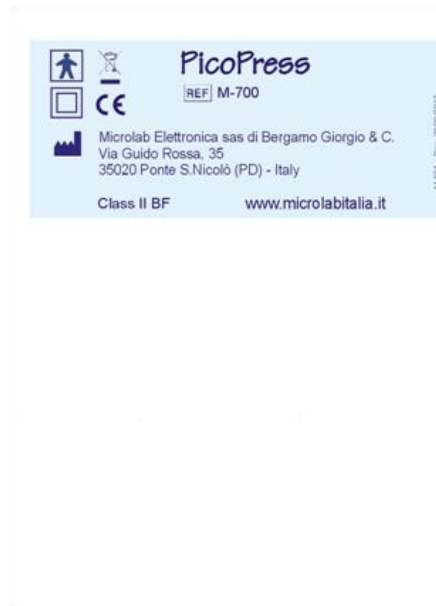 PicoPress
REF M-700
CE
Microlab Elettronica sas di Bergamo Giorgio & C.
Via Guido Rossa, 35
35020 Ponte S.Nicolò (PD) - Italy
Class II BF
www.microlabitalia.it